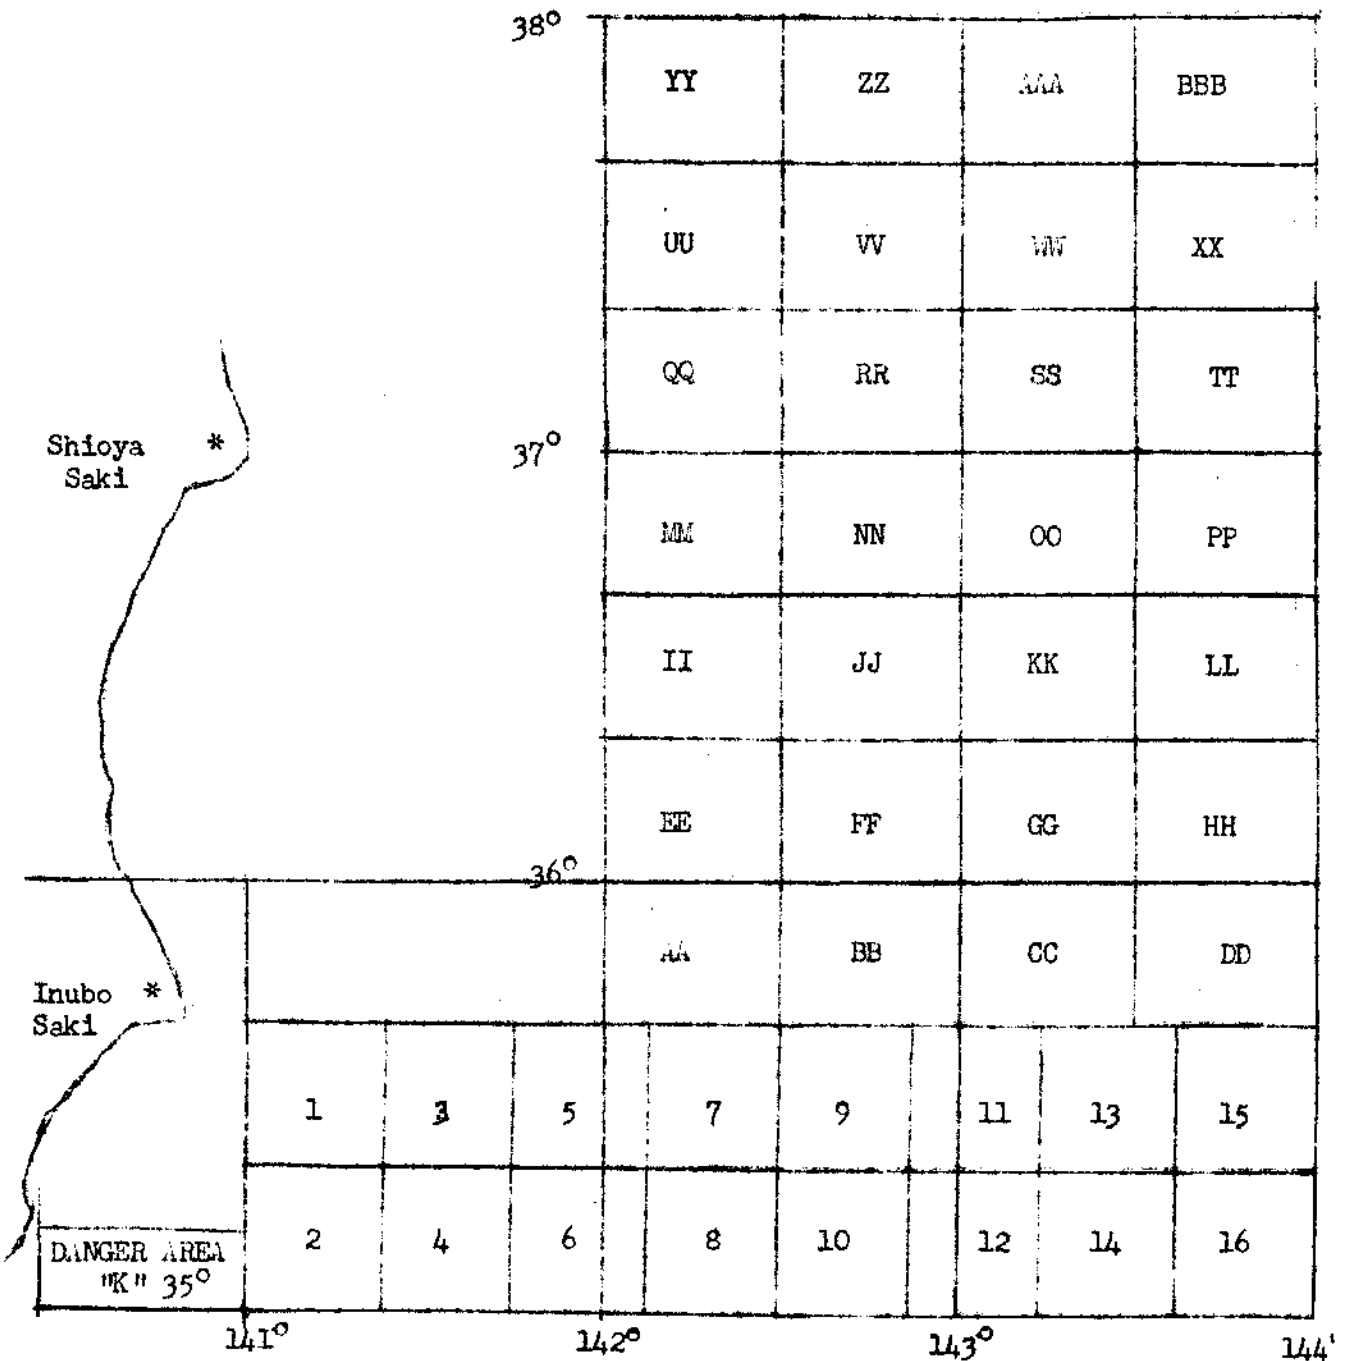 38°
YY ZZ AAA BBB
UU VV WW XX
QQ RR SS TT
Shioya
Saki
*
37°
MM NN OO PP
II JJ KK LL
EE FF GG HH
36°
AA BB CC DD
Inubo
Saki
*
1 3 5 7 9 11 13 15
2 4 6 8 10 12 14 16
DANGER AREA
"K" 35°
141° 142° 143° 144'